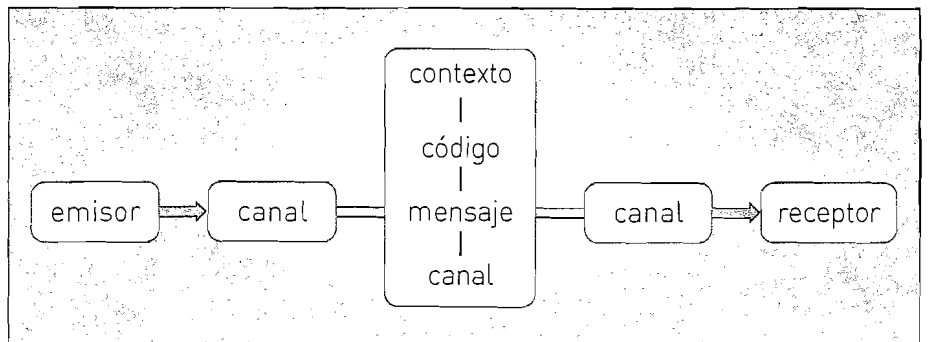 contexto
código
emisor
canal
mensaje
canal
receptor
canal